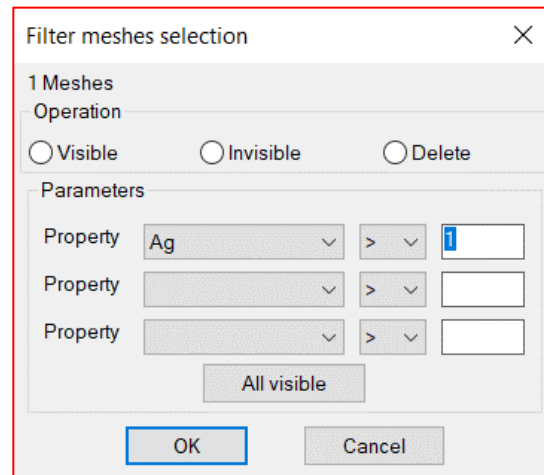 Filter meshes selection
1 Meshes
Operation
Visible Invisible Delete
Parameters
Property Ag > 1
Property >
Property >
All visible
OK Cancel